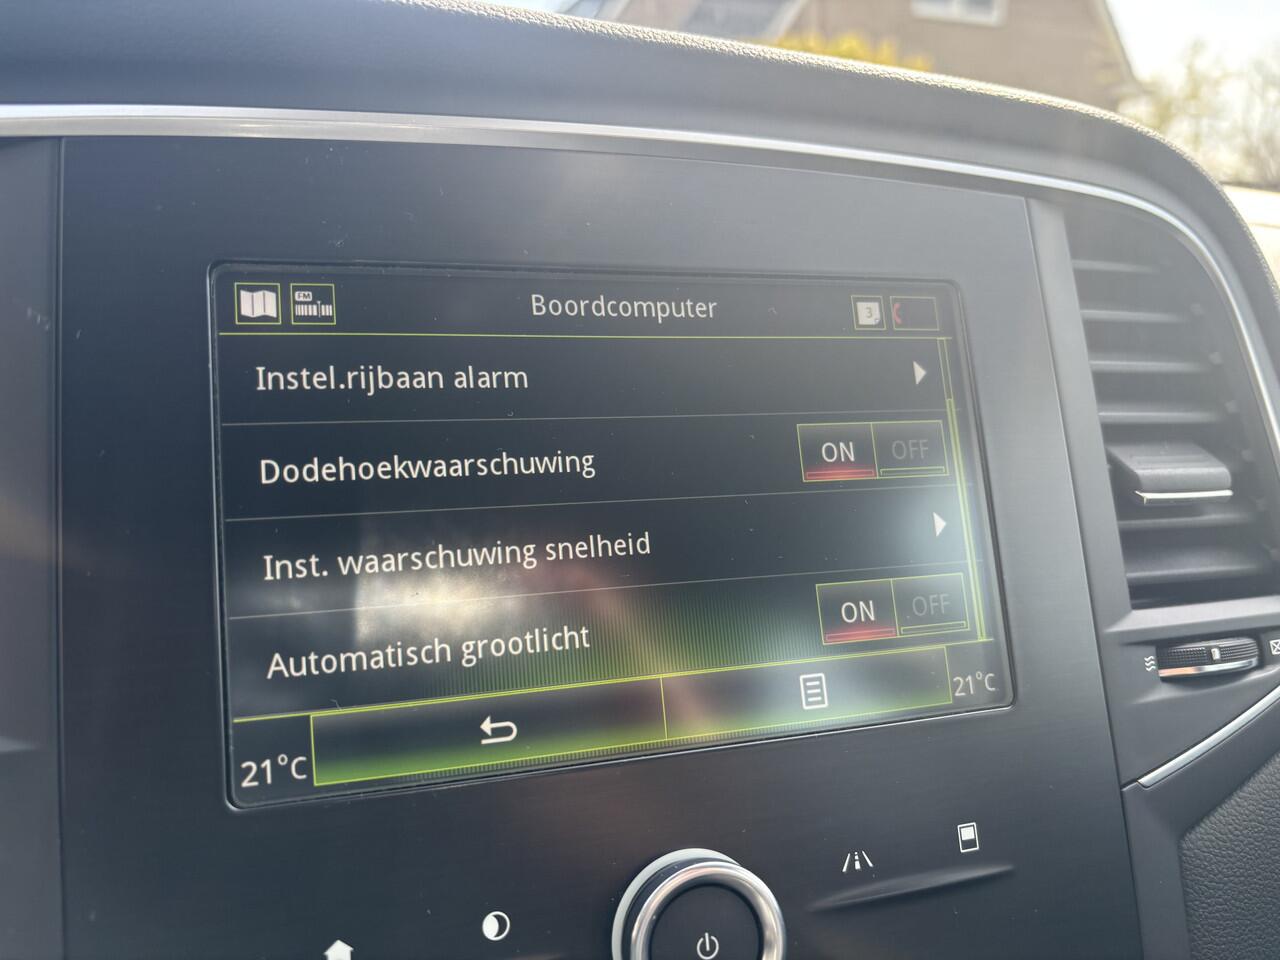 FM
Boordcomputer
3
Instel.rijbaan alarm
Dodehoekwaarschuwing
ON OFF
Inst. waarschuwing snelheid
Automatisch grootlicht
ON OFF
21°C
21°C